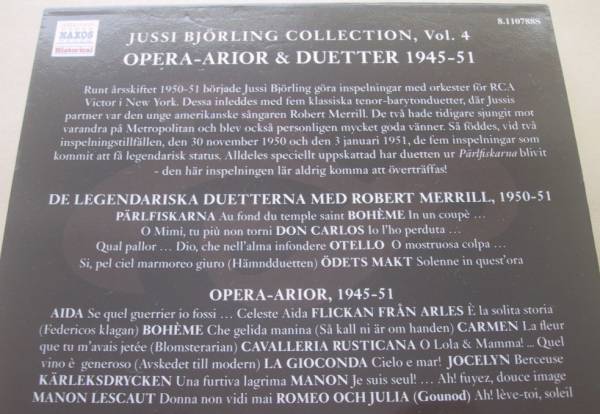 NAXOS
Historical
8.110788S
JUSSI BJÖRLING COLLECTION, Vol. 4
OPERA-ARIOR & DUETTER 1945-51
Runt årsskiftet 1950-51 började Jussi Björling göra inspelningar med orkester för RCA
Victor i New York. Dessa inleddes med fem klassiska tenor-barytonduetter, där Jussis
partner var den unge amerikanske sångaren Robert Merrill. De två hade tidigare sjungit mot
varandra på Metropolitan och blev också personligen mycket goda vänner. Så föddes, vid två
inspelningstillfällen, den 30 november 1950 och den 3 januari 1951, de fem inspelningar som
kommit att få legendarisk status. Alldeles speciellt uppskattad har duetten ur Pärlfiskarna blivit
- den här inspelningen lär aldrig komma att överträffas!
DE LEGENDARISKA DUETTERNA MED ROBERT MERRILL, 1950-51
PÄRLFISKARNA Au fond du temple saint BOHÈME In un coupè ...
O Mimi, tu più non torni DON CARLOS Io l'ho perduta ...
Qual pallor ... Dio, che nell'alma infondere OTELLO O mostruosa colpa ...
Si, pel ciel marmoreo giuro (Hämndduetten) ÖDETS MAKT Solenne in quest'ora
OPERA-ARIOR, 1945-51
AIDA Se quel guerrier io fossi ... Celeste Aida FLICKAN FRÅN ARLES È la solita storia
(Federicos klagan) BOHÈME Che gelida manina (Så kall ni är om handen) CARMEN La fleur
que tu m'avais jetée (Blomsterarian) CAVALLERIA RUSTICANA O Lola & Mamma! ... Quel
vino è generoso (Avskedet till modern) LA GIOCONDA Cielo e mar! JOCELYN Berceuse
KÄRLEKSDRYCKEN Una furtiva lagrima MANON Je suis seul! ... Ah! fuyez, douce image
MANON LESCAUT Donna non vidi mai ROMEO OCH JULIA (Gounod) Ah! lève-toi, soleil